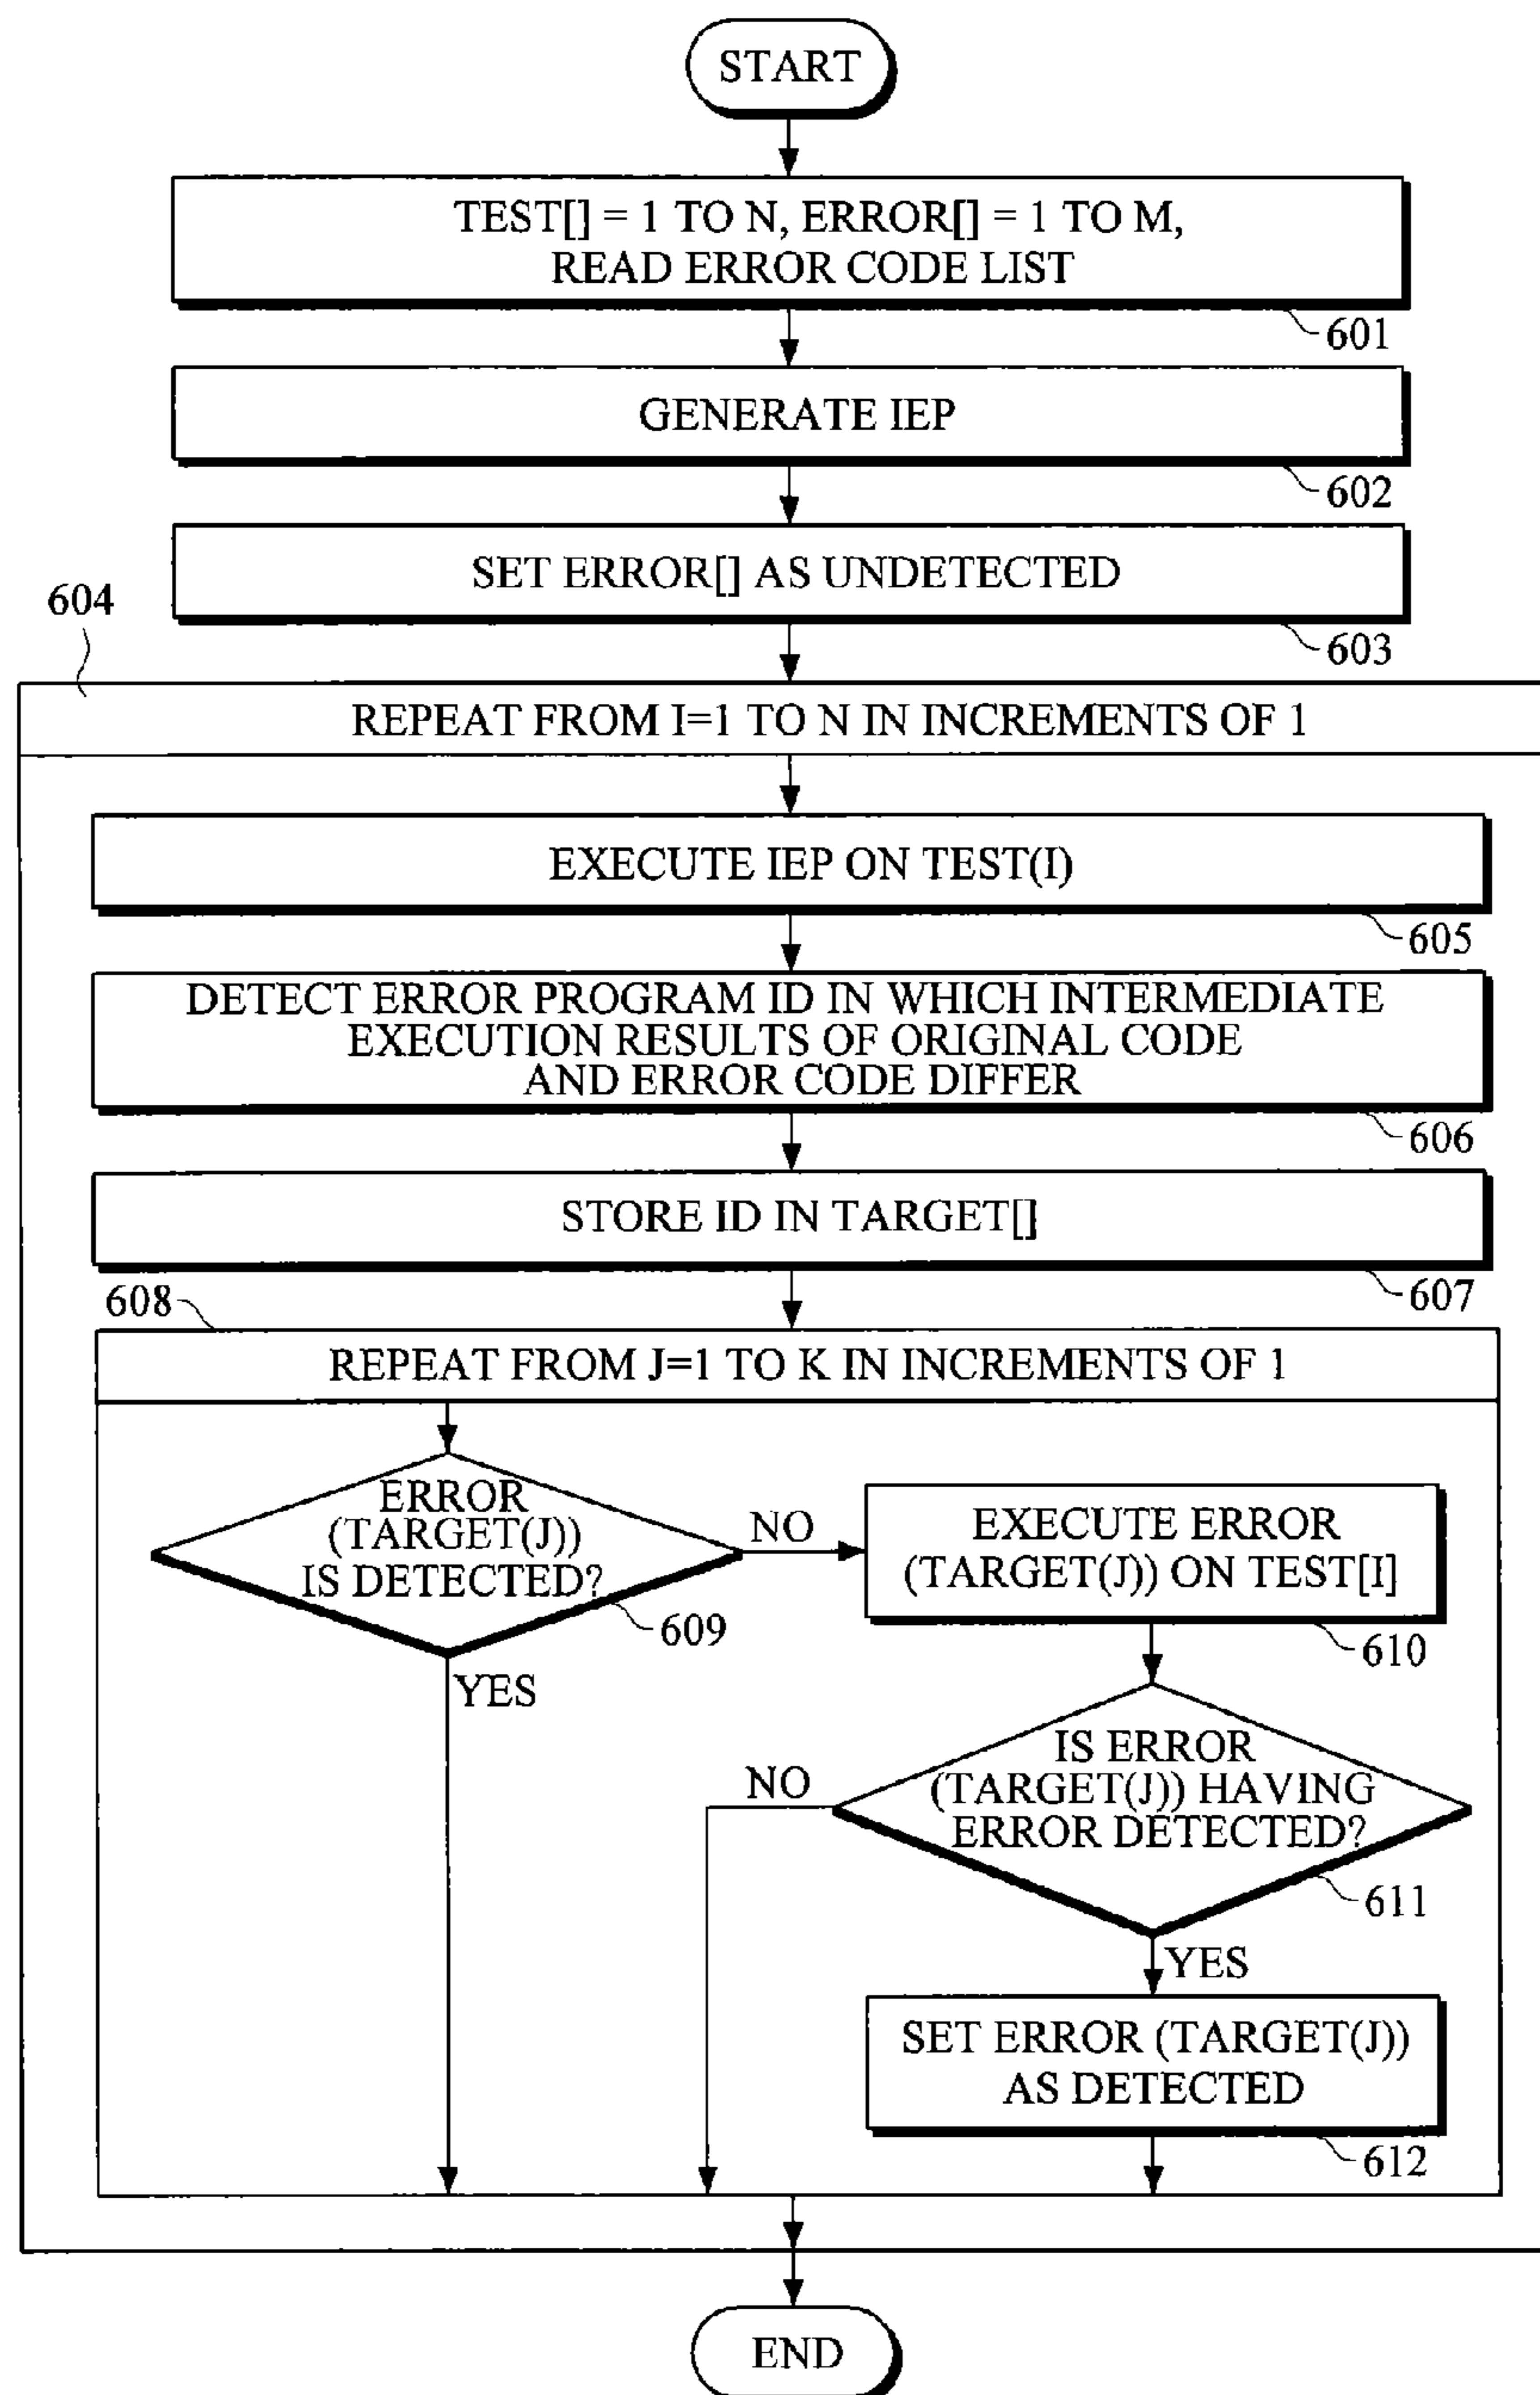 START
TEST[] = 1 TO N, ERROR[] = 1 TO M,
READ ERROR CODE LIST
601
GENERATE IEP
602
SET ERROR[] AS UNDETECTED
603
604
REPEAT FROM I=1 TO N IN INCREMENTS OF 1
EXECUTE IEP ON TEST(I)
605
DETECT ERROR PROGRAM ID IN WHICH INTERMEDIATE
EXECUTION RESULTS OF ORIGINAL CODE
AND ERROR CODE DIFFER
606
STORE ID IN TARGET[]
607
608
REPEAT FROM J=1 TO K IN INCREMENTS OF 1
ERROR
(TARGET(J))
IS DETECTED?
609
NO
EXECUTE ERROR
(TARGET(J)) ON TEST[I]
610
YES
IS ERROR
(TARGET(J)) HAVING
ERROR DETECTED?
611
NO
YES
SET ERROR (TARGET(J))
AS DETECTED
612
END